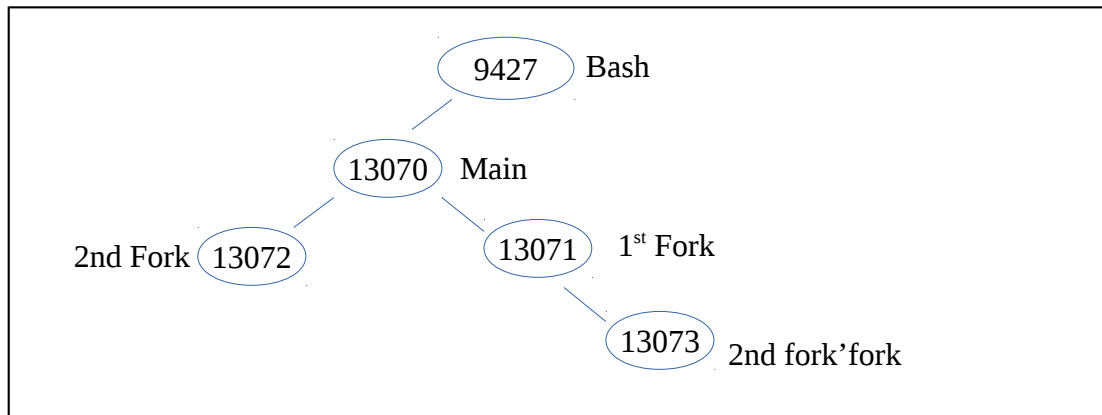 9427 Bash
13070 Main
13071 1st Fork
2nd Fork 13072
13073 2nd fork’fork